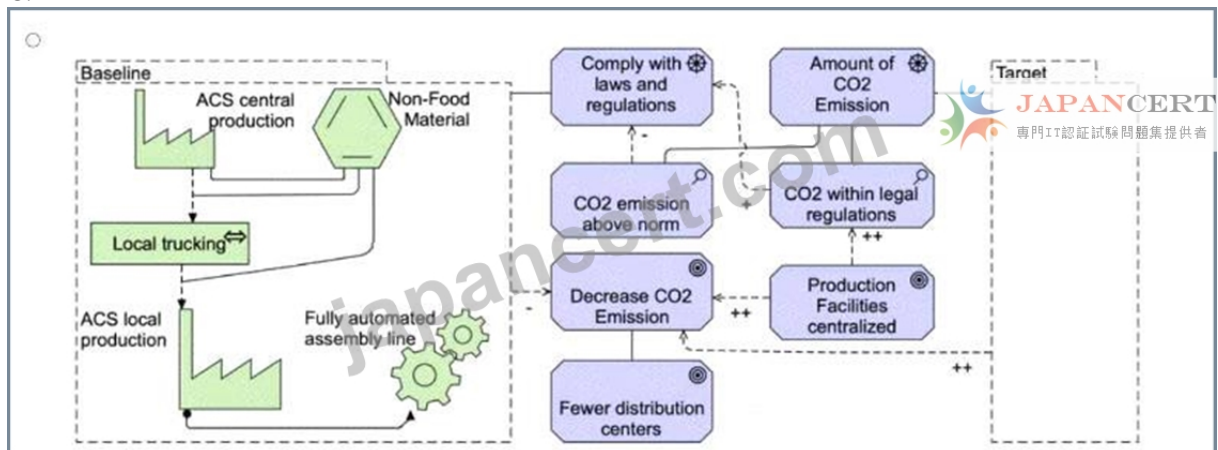 Baseline
ACS central
production
Non-Food
Material
Local trucking
ACS local
production
Fully automated
assembly line
Comply with
laws and
regulations
Amount of
CO2
Emission
-
CO2 emission
above norm
+
CO2 within legal
regulations
++
Decrease CO2
Emission
-
++
Production
Facilities
centralized
++
Fewer distribution
centers
Target
JAPANCERT
専門IT認証試験問題集提供者
japancert.com